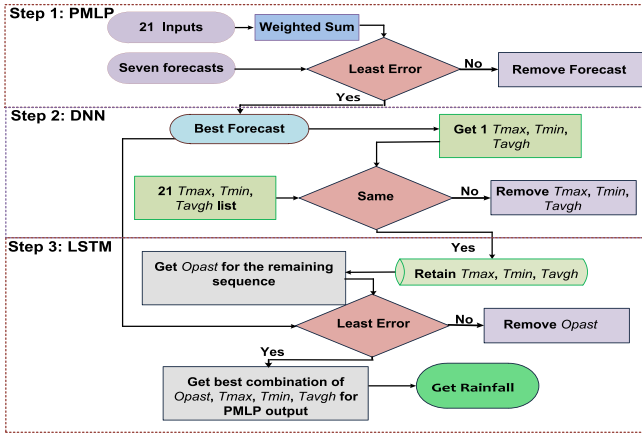 Step 1: PMLP
21 Inputs
Weighted Sum
Seven forecasts
Least Error
No
Remove Forecast
Yes
Step 2: DNN
Best Forecast
Get 1 Tmax, Tmin,
Tavgh
21 Tmax, Tmin,
Tavgh list
Same
No
Remove Tmax, Tmin,
Tavgh
Yes
Step 3: LSTM
Get Opast for the remaining
sequence
Retain Tmax, Tmin, Tavgh
Least Error
No
Remove Opast
Yes
Get best combination of
Opast, Tmax, Tmin, Tavgh for
PMLP output
Get Rainfall